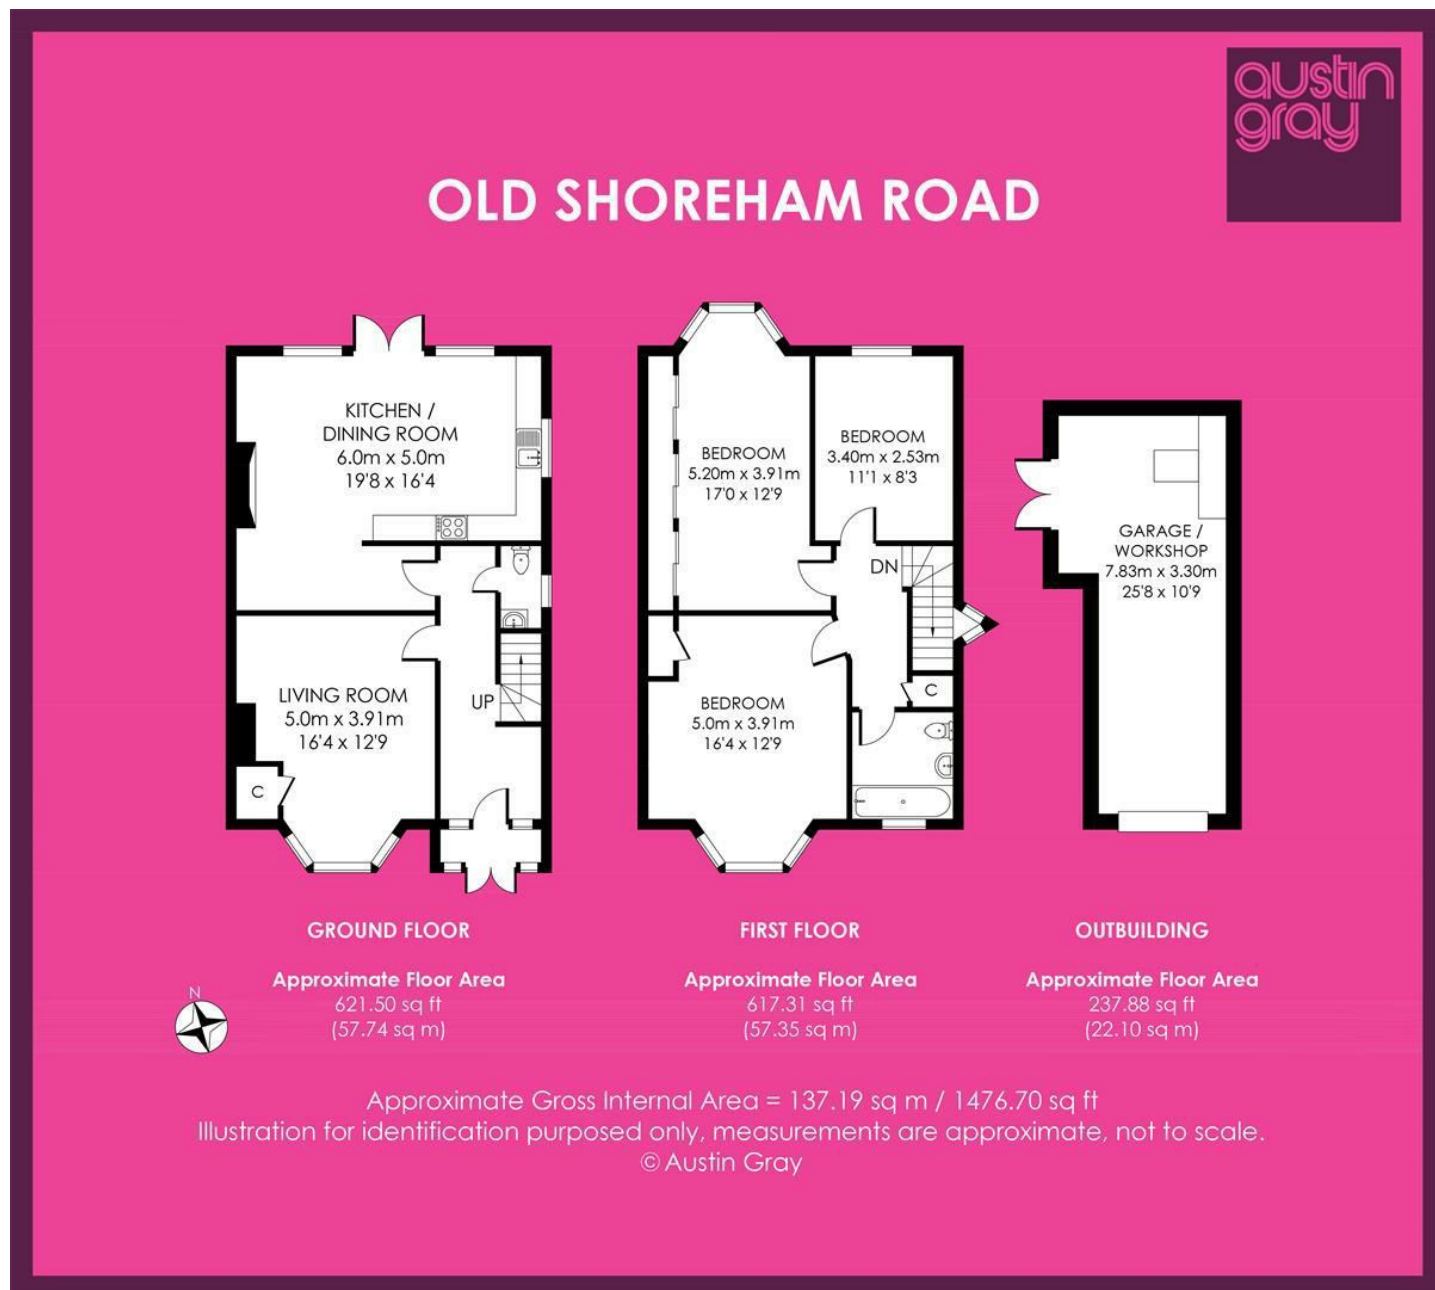 austin
gray
OLD SHOREHAM ROAD
KITCHEN /
DINING ROOM
6.0m x 5.0m
19'8 x 16'4
LIVING ROOM
5.0m x 3.91m
16'4 x 12'9
UP
C
BEDROOM
5.20m x 3.91m
17'0 x 12'9
BEDROOM
3.40m x 2.53m
11'1 x 8'3
DN
BEDROOM
5.0m x 3.91m
16'4 x 12'9
C
GARAGE /
WORKSHOP
7.83m x 3.30m
25'8 x 10'9
GROUND FLOOR
Approximate Floor Area
621.50 sq ft
(57.74 sq m)
FIRST FLOOR
Approximate Floor Area
617.31 sq ft
(57.35 sq m)
OUTBUILDING
Approximate Floor Area
237.88 sq ft
(22.10 sq m)
N
Approximate Gross Internal Area = 137.19 sq m / 1476.70 sq ft
Illustration for identification purposed only, measurements are approximate, not to scale.
© Austin Gray